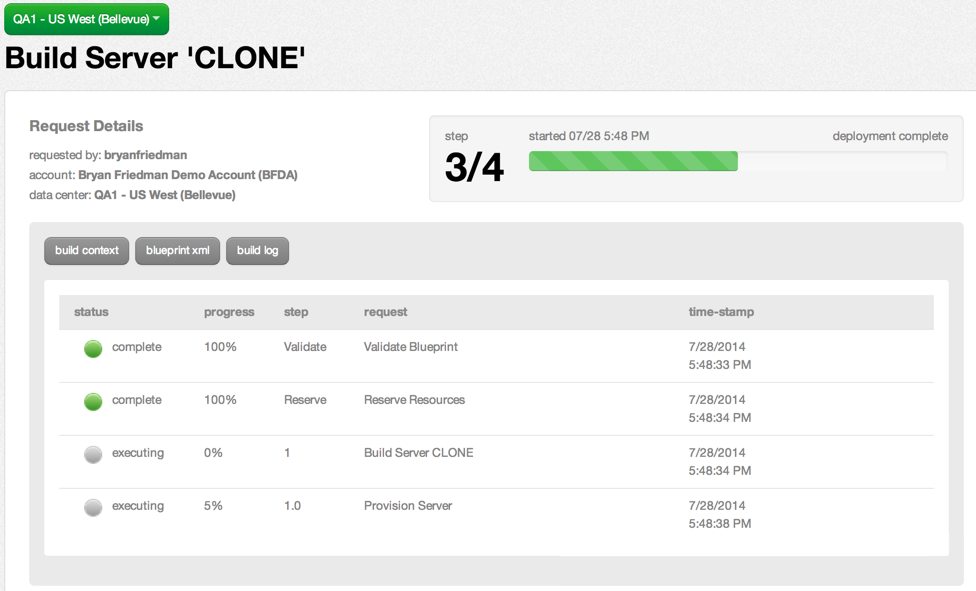 QA1 - US West (Bellevue)
Build Server 'CLONE'
Request Details
requested by: bryanfriedman
account: Bryan Friedman Demo Account (BFDA)
data center: QA1 - US West (Bellevue)
step started 07/28 5:48 PM deployment complete
3/4
build context blueprint xml build log
status progress step request time-stamp
complete 100% Validate Validate Blueprint 7/28/2014
5:48:33 PM
complete 100% Reserve Reserve Resources 7/28/2014
5:48:34 PM
executing 0% 1 Build Server CLONE 7/28/2014
5:48:34 PM
executing 5% 1.0 Provision Server 7/28/2014
5:48:38 PM